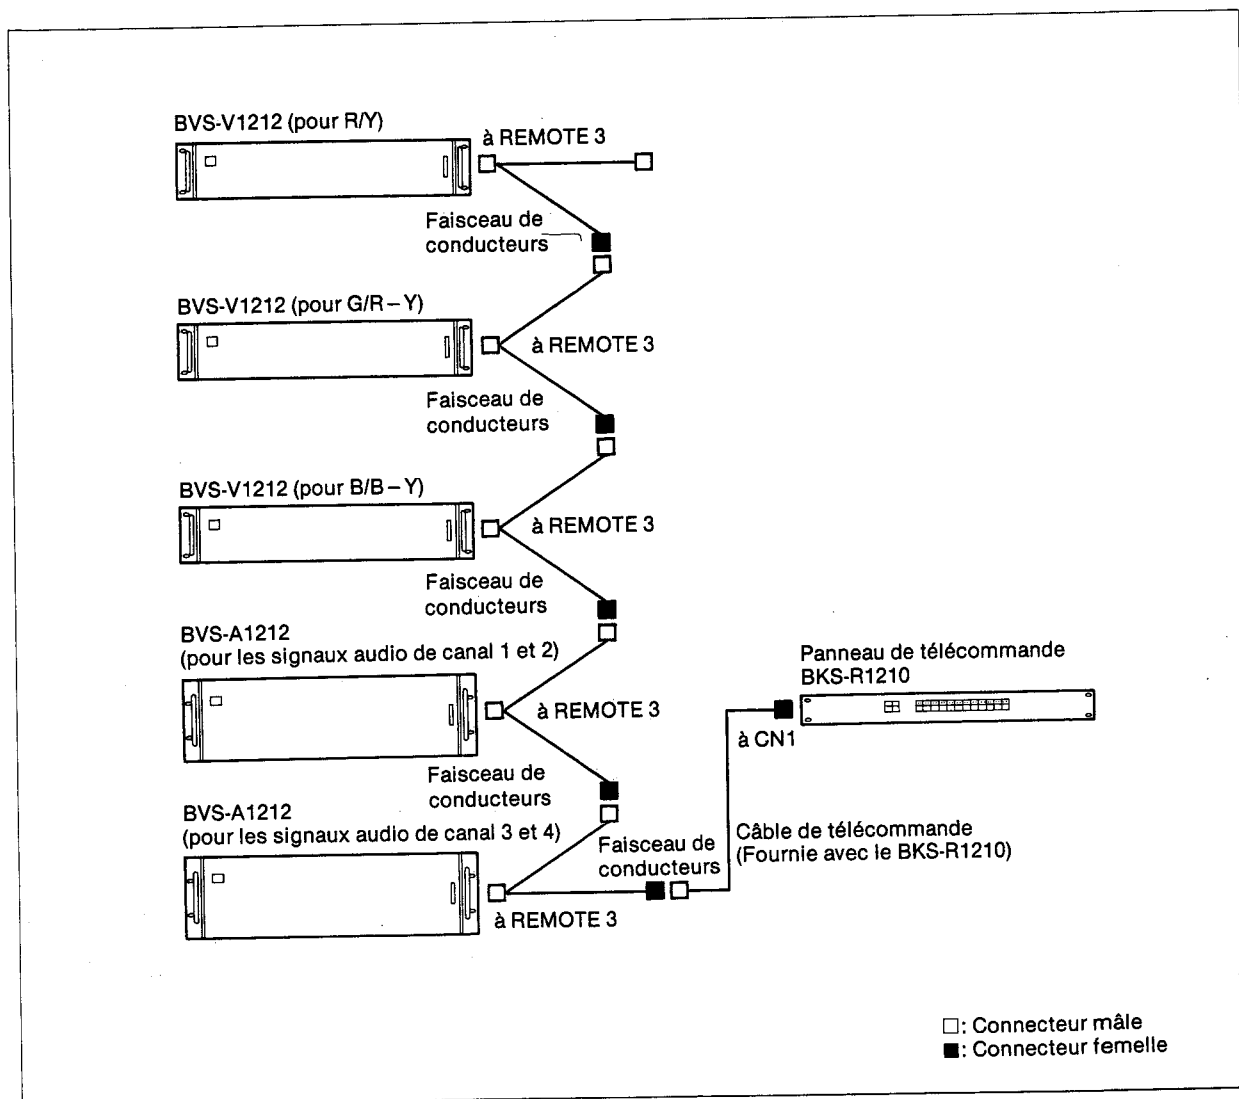 BVS-V1212 (pour R/Y)
à REMOTE 3
Faisceau de
conducteurs
BVS-V1212 (pour G/R – Y)
à REMOTE 3
Faisceau de
conducteurs
BVS-V1212 (pour B/B – Y)
à REMOTE 3
Faisceau de
conducteurs
BVS-A1212
(pour les signaux audio de canal 1 et 2)
à REMOTE 3
Panneau de télécommande
BKS-R1210
à CN1
Faisceau de
conducteurs
BVS-A1212
(pour les signaux audio de canal 3 et 4)
Faisceau de
conducteurs
Câble de télécommande
(Fournie avec le BKS-R1210)
à REMOTE 3
□: Connecteur mâle
■: Connecteur femelle